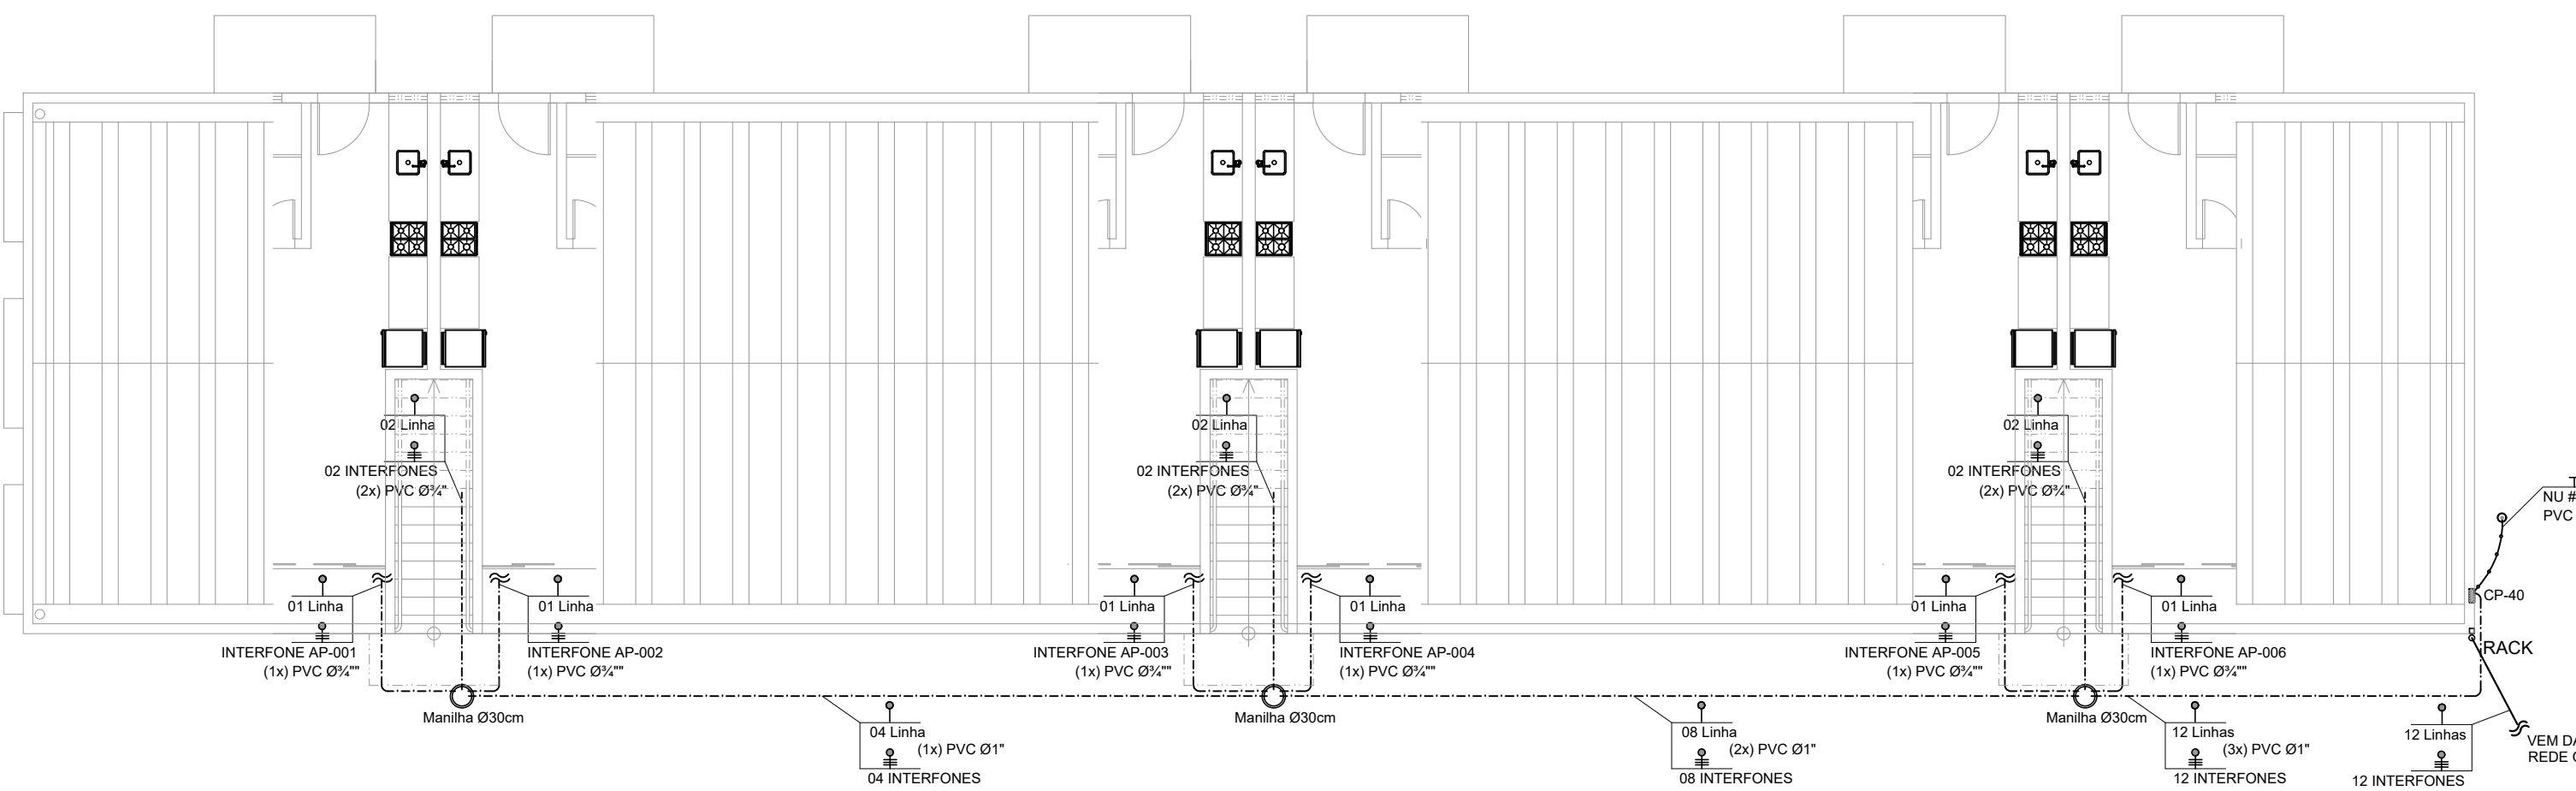 02 Linha
02 INTERFONES
(2x) PVC Ø¾"
02 Linha
02 INTERFONES
(2x) PVC Ø¾"
02 Linha
02 INTERFONES
(2x) PVC Ø¾"
NU #
PVC
CP-40
RACK
01 Linha
INTERFONE AP-001
(1x) PVC Ø¾""
01 Linha
INTERFONE AP-002
(1x) PVC Ø¾""
01 Linha
INTERFONE AP-003
(1x) PVC Ø¾""
01 Linha
INTERFONE AP-004
(1x) PVC Ø¾""
01 Linha
INTERFONE AP-005
(1x) PVC Ø¾""
01 Linha
INTERFONE AP-006
(1x) PVC Ø¾""
Manilha Ø30cm
Manilha Ø30cm
Manilha Ø30cm
04 Linha
(1x) PVC Ø1"
04 INTERFONES
08 Linha
(2x) PVC Ø1"
08 INTERFONES
12 Linhas
(3x) PVC Ø1"
12 INTERFONES
12 Linhas
12 INTERFONES
VEM DA
REDE